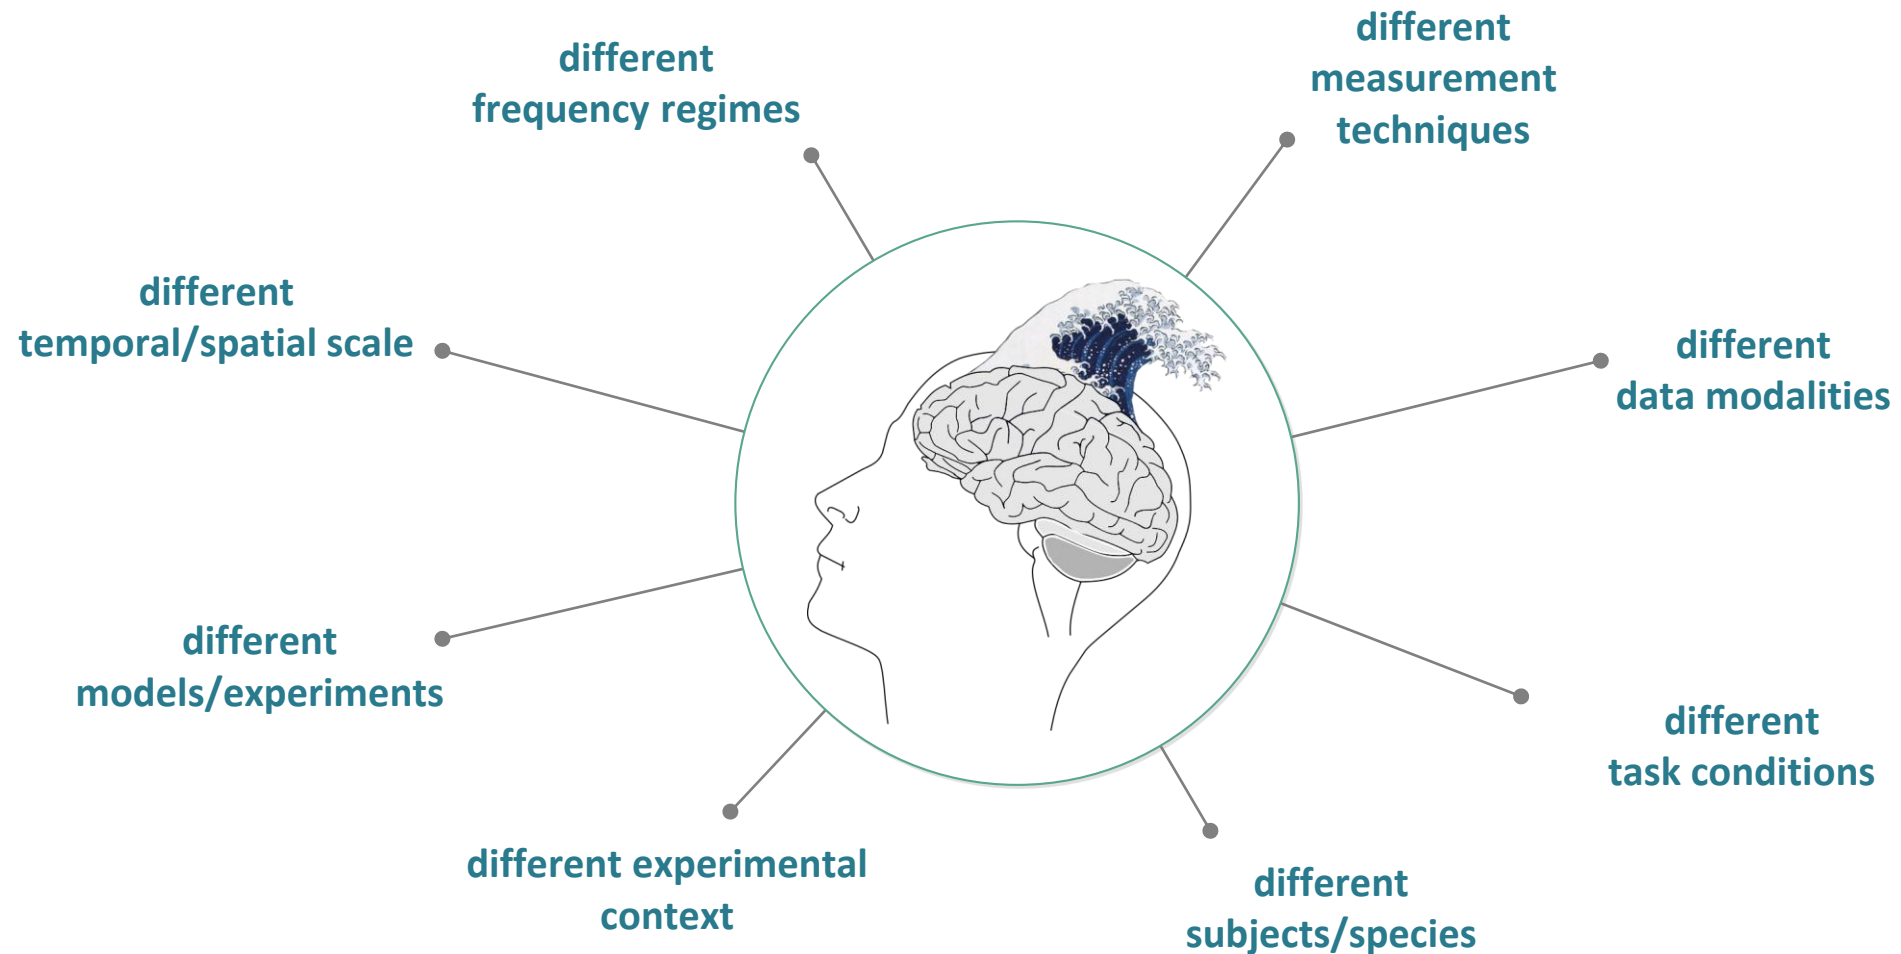 different
frequency regimes
different
measurement
techniques
different
temporal/spatial scale
different
data modalities
different
models/experiments
different
task conditions
different experimental
context
different
subjects/species